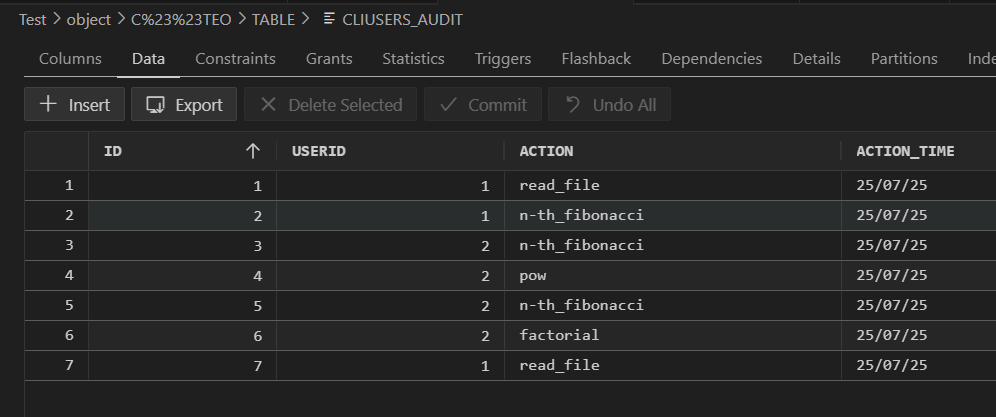 Test > object > C%23%23TEO > TABLE > CLIUSERS_AUDIT
Columns Data Constraints Grants Statistics Triggers Flashback Dependencies Details Partitions Inde
Insert Export Delete Selected Commit Undo All
ID USERID ACTION ACTION_TIME
1 1 1 read_file 25/07/25
2 2 1 n-th_fibonacci 25/07/25
3 3 2 n-th_fibonacci 25/07/25
4 4 2 pow 25/07/25
5 5 2 n-th_fibonacci 25/07/25
6 6 2 factorial 25/07/25
7 7 1 read_file 25/07/25